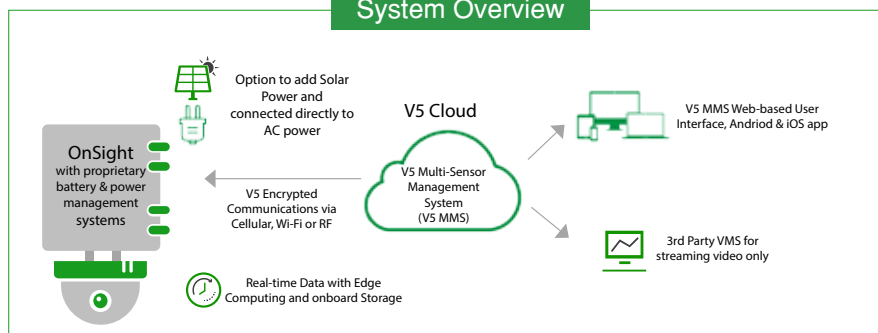 System Overview
Option to add Solar
Power and
connected directly to
AC power
OnSight
with proprietary
battery & power
management
systems
V5 Encrypted
Communications via
Cellular, Wi-Fi or RF
Real-time Data with Edge
Computing and onboard Storage
V5 Cloud
V5 Multi-Sensor
Management
System
(V5 MMS)
V5 MMS Web-based User
Interface, Andriod & iOS app
3rd Party VMS for
streaming video only